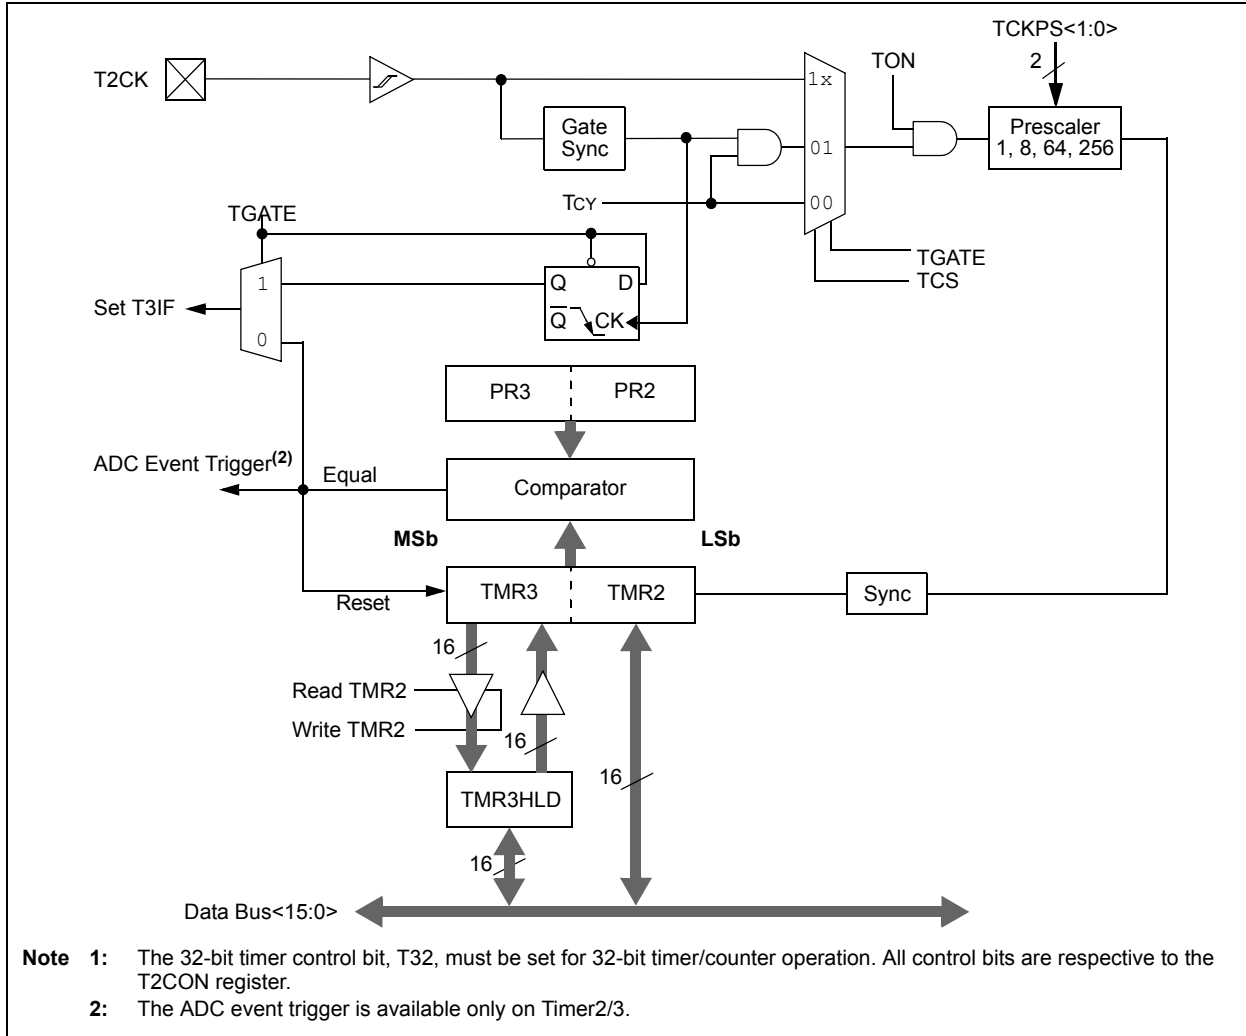 TCKPS<1:0>
2
T2CK
TON
1x
Gate
Sync
Prescaler
1, 8, 64, 256
01
TCY
00
TGATE
TGATE
TCS
1
Q D
Set T3IF
Q CK
0
PR3 PR2
ADC Event Trigger(2)
Equal
Comparator
MSb LSb
TMR3 TMR2
Sync
Reset
16
Read TMR2
Write TMR2
16
16
TMR3HLD
16
Data Bus<15:0>
Note 1: The 32-bit timer control bit, T32, must be set for 32-bit timer/counter operation. All control bits are respective to the
T2CON register.
2: The ADC event trigger is available only on Timer2/3.